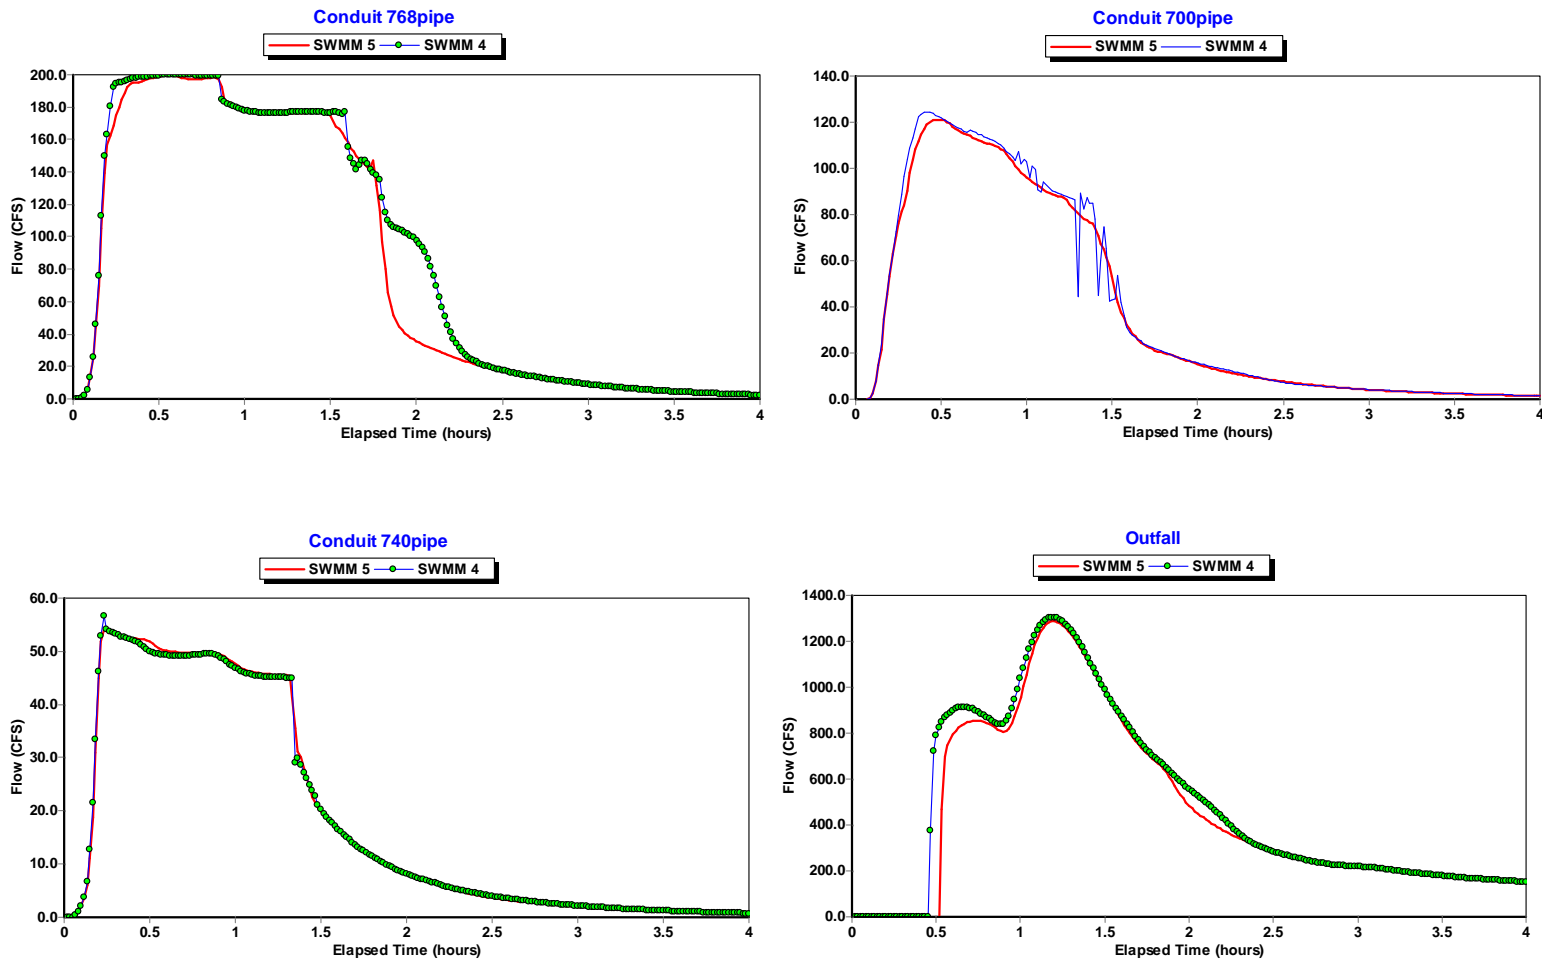 Conduit 768pipe
SWMM 5 SWMM 4
200.0
180.0
160.0
140.0
120.0
100.0
80.0
60.0
40.0
20.0
0.0
Flow (CFS)
0 0.5 1 1.5 2 2.5 3 3.5 4
Elapsed Time (hours)
Conduit 700pipe
SWMM 5 SWMM 4
140.0
120.0
100.0
80.0
60.0
40.0
20.0
0.0
Flow (CFS)
0 0.5 1 1.5 2 2.5 3 3.5 4
Elapsed Time (hours)
Conduit 740pipe
SWMM 5 SWMM 4
60.0
50.0
40.0
30.0
20.0
10.0
0.0
Flow (CFS)
0 0.5 1 1.5 2 2.5 3 3.5 4
Elapsed Time (hours)
Outfall
SWMM 5 SWMM 4
1400.0
1200.0
1000.0
800.0
600.0
400.0
200.0
0.0
Flow (CFS)
0 0.5 1 1.5 2 2.5 3 3.5 4
Elapsed Time (hours)